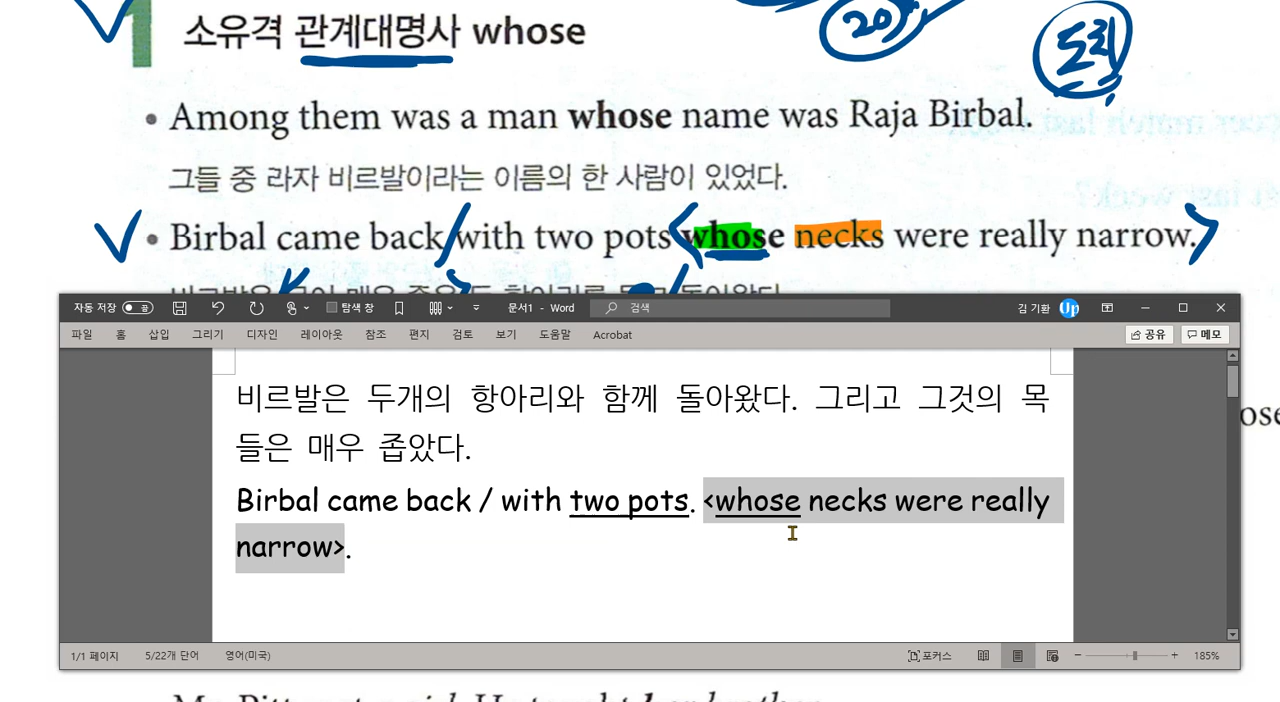 1 소유격 관계대명사 whose
20
• Among them was a man whose name was Raja Birbal.
그들 중 라자 비르발이라는 이름의 한 사람이 있었다.
• Birbal came back / with two pots <whose necks were really narrow.>
자동 저장 끔 탐색 창 문서1 - Word 검색 김 기환 Up
파일 홈 삽입 그리기 디자인 레이아웃 참조 편지 검토 보기 도움말 Acrobat 공유 메모
비르발은 두개의 항아리와 함께 돌아왔다. 그리고 그것의 목
들은 매우 좁았다.
Birbal came back / with two pots. <whose necks were really
narrow>.
1/1 페이지 5/22개 단어 영어(미국) 포커스 185%